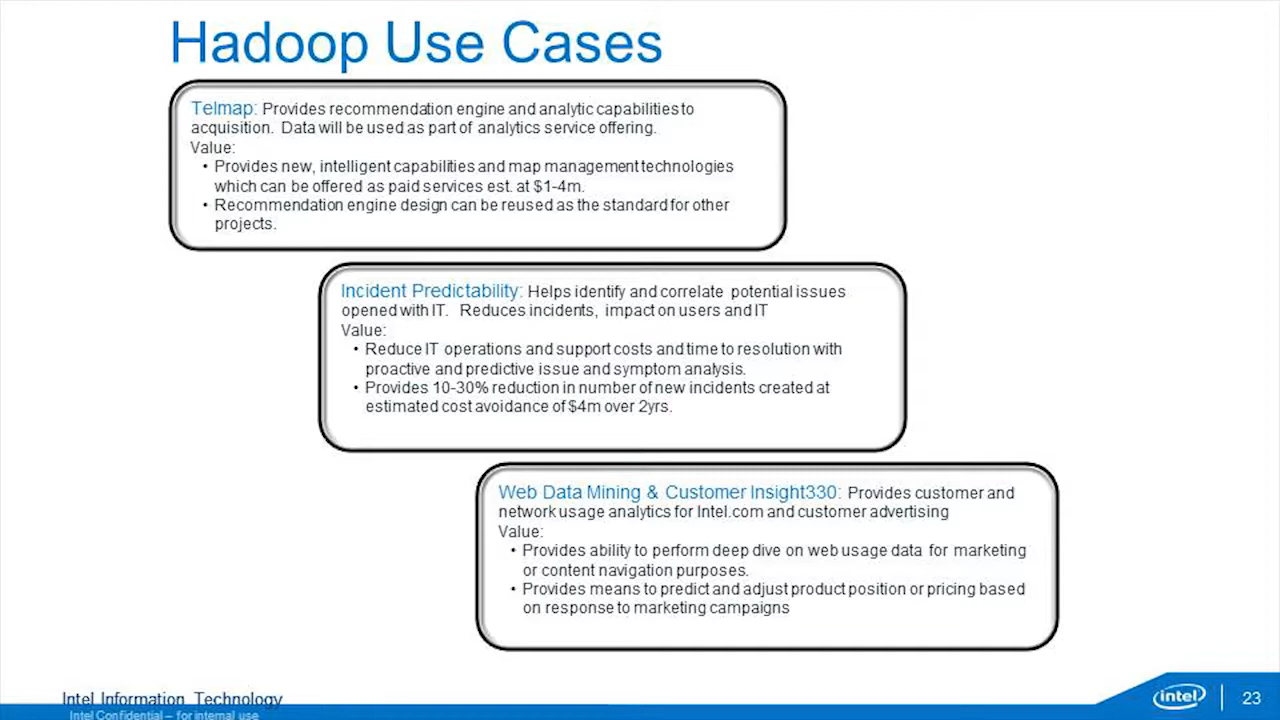 Hadoop Use Cases
Telmap: Provides recommendation engine and analytic capabilities to
acquisition. Data will be used as part of analytics service offering.
Value:
• Provides new, intelligent capabilities and map management technologies
which can be offered as paid services est. at $1-4m.
• Recommendation engine design can be reused as the standard for other
projects.
Incident Predictability: Helps identify and correlate potential issues
opened with IT. Reduces incidents, impact on users and IT
Value:
• Reduce IT operations and support costs and time to resolution with
proactive and predictive issue and symptom analysis.
• Provides 10-30% reduction in number of new incidents created at
estimated cost avoidance of $4m over 2yrs.
Web Data Mining & Customer Insight330: Provides customer and
network usage analytics for Intel.com and customer advertising
Value:
• Provides ability to perform deep dive on web usage data for marketing
or content navigation purposes.
• Provides means to predict and adjust product position or pricing based
on response to marketing campaigns
Intel Information Technology
Intel Confidential – for internal use
intel
23